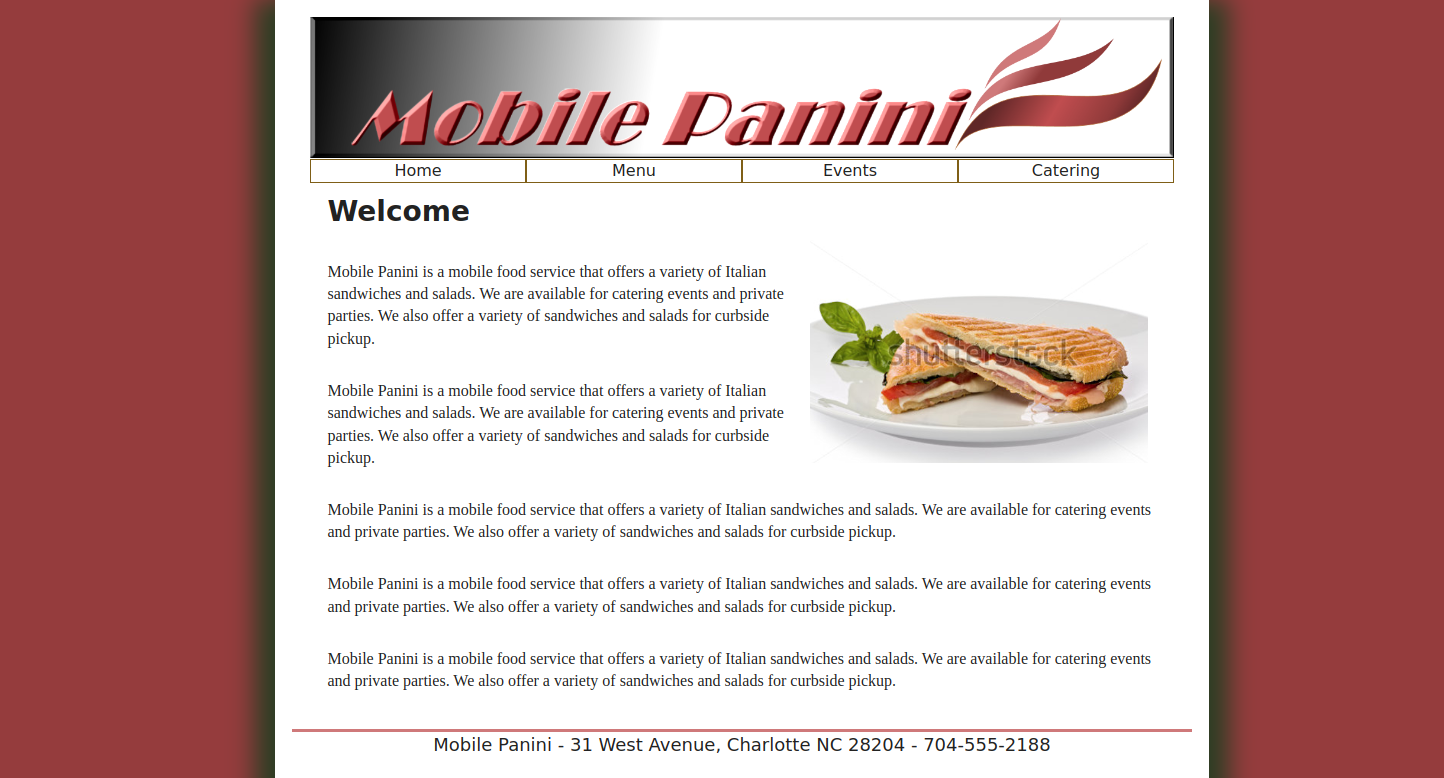 Mobile Panini
Home Menu Events Catering
Welcome
Mobile Panini is a mobile food service that offers a variety of Italian
sandwiches and salads. We are available for catering events and private
parties. We also offer a variety of sandwiches and salads for curbside
pickup.
shutterstock
Mobile Panini is a mobile food service that offers a variety of Italian
sandwiches and salads. We are available for catering events and private
parties. We also offer a variety of sandwiches and salads for curbside
pickup.
Mobile Panini is a mobile food service that offers a variety of Italian sandwiches and salads. We are available for catering events
and private parties. We also offer a variety of sandwiches and salads for curbside pickup.
Mobile Panini is a mobile food service that offers a variety of Italian sandwiches and salads. We are available for catering events
and private parties. We also offer a variety of sandwiches and salads for curbside pickup.
Mobile Panini is a mobile food service that offers a variety of Italian sandwiches and salads. We are available for catering events
and private parties. We also offer a variety of sandwiches and salads for curbside pickup.
Mobile Panini - 31 West Avenue, Charlotte NC 28204 - 704-555-2188